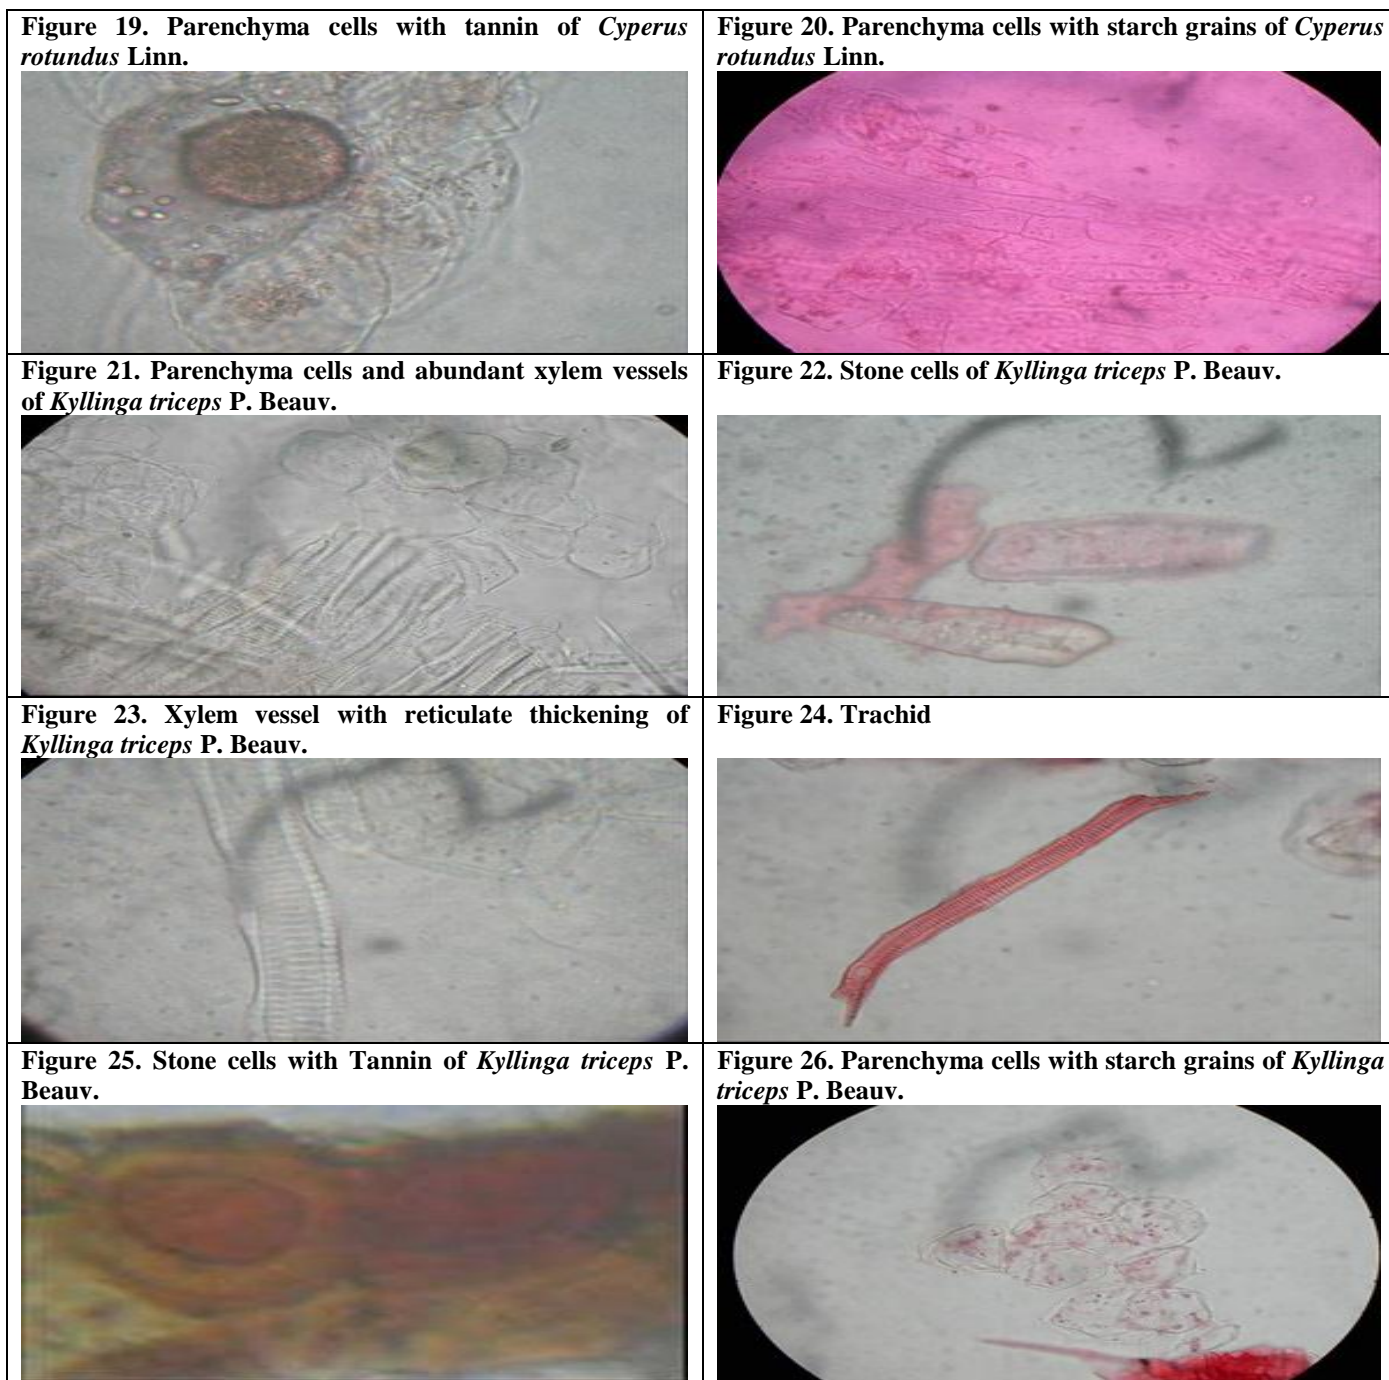 Figure 19. Parenchyma cells with tannin of Cyperus
rotundus Linn.
Figure 20. Parenchyma cells with starch grains of Cyperus
rotundus Linn.
Figure 21. Parenchyma cells and abundant xylem vessels
of Kyllinga triceps P. Beauv.
Figure 22. Stone cells of Kyllinga triceps P. Beauv.
Figure 23. Xylem vessel with reticulate thickening of
Kyllinga triceps P. Beauv.
Figure 24. Trachid
Figure 25. Stone cells with Tannin of Kyllinga triceps P.
Beauv.
Figure 26. Parenchyma cells with starch grains of Kyllinga
triceps P. Beauv.